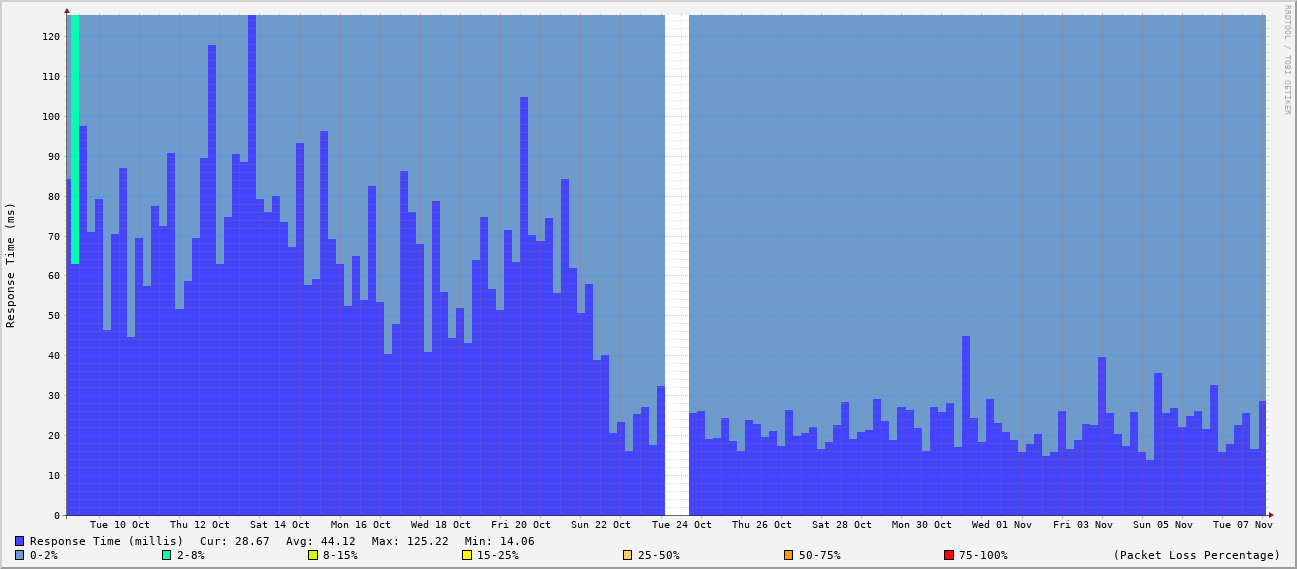 RRDTOOL / TOBI OETIKER
Response Time (ms)
120
110
100
90
80
70
60
50
40
30
20
10
0
Tue 10 Oct Thu 12 Oct Sat 14 Oct Mon 16 Oct Wed 18 Oct Fri 20 Oct Sun 22 Oct Tue 24 Oct Thu 26 Oct Sat 28 Oct Mon 30 Oct Wed 01 Nov Fri 03 Nov Sun 05 Nov Tue 07 Nov
Response Time (millis) Cur: 28.67 Avg: 44.12 Max: 125.22 Min: 14.06
0-2% 2-8% 8-15% 15-25% 25-50% 50-75% 75-100% (Packet Loss Percentage)